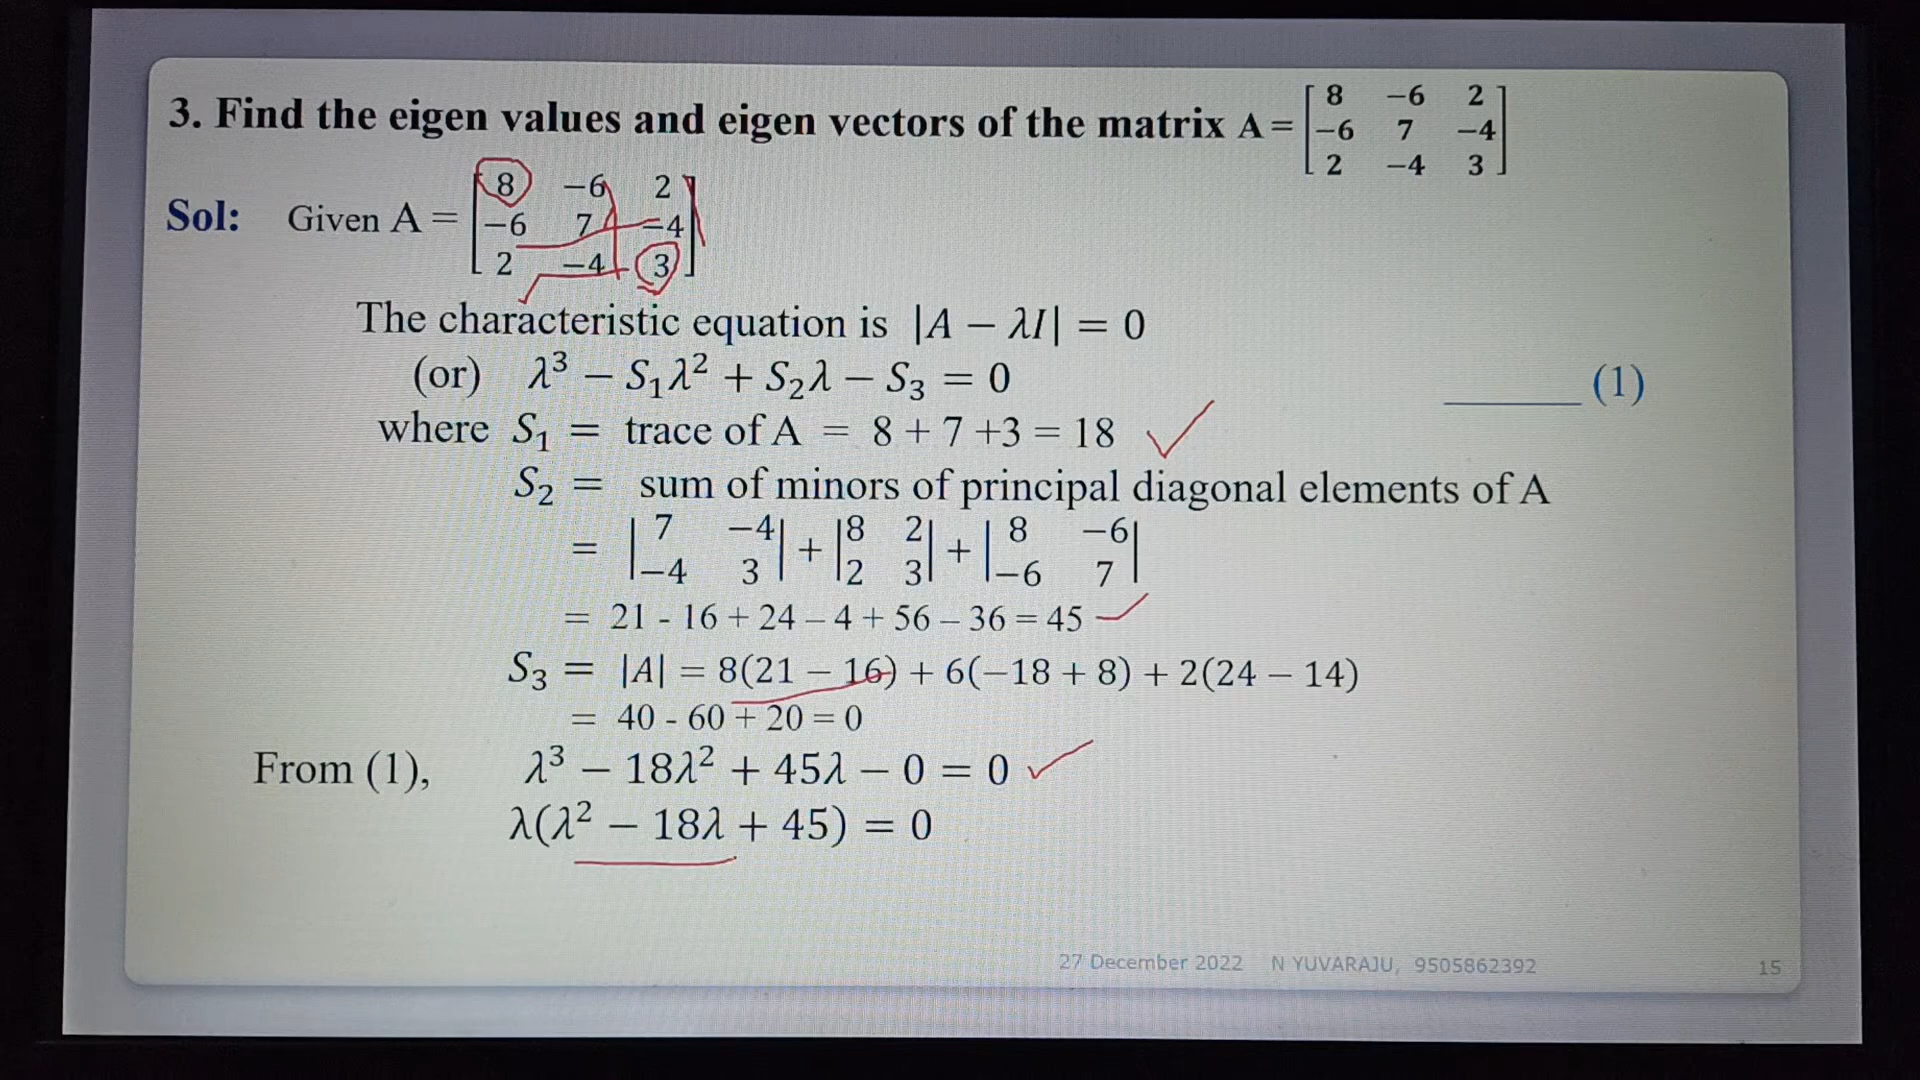 3. Find the eigen values and eigen vectors of the matrix A = [8 −6 2
−6 7 −4
2 −4 3]
Sol: Given A = [8 −6 2
−6 7 −4
2 −4 3]
The characteristic equation is |A − λI| = 0
(or) λ³ − S₁λ² + S₂λ − S₃ = 0 ______(1)
where S₁ = trace of A = 8 + 7 +3 = 18
S₂ = sum of minors of principal diagonal elements of A
= |7 −4; −4 3| + |8 2; 2 3| + |8 −6; −6 7|
= 21 - 16 + 24 – 4 + 56 – 36 = 45
S₃ = |A| = 8(21 − 16) + 6(−18 + 8) + 2(24 − 14)
= 40 - 60 + 20 = 0
From (1), λ³ − 18λ² + 45λ − 0 = 0
λ(λ² − 18λ + 45) = 0
27 December 2022 N YUVARAJU, 9505862392 15